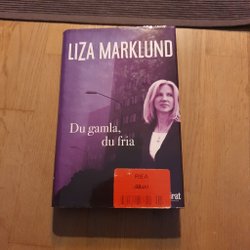 LIZA MARKLUND
Du gamla,
du fria
REA